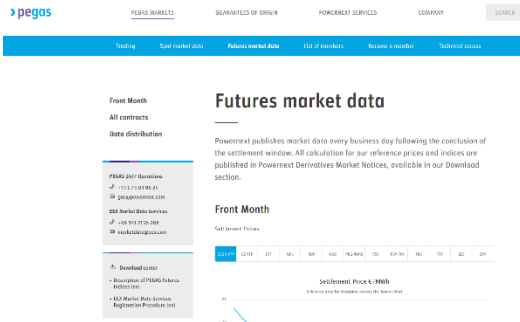 pegas
PEGAS MARKETS
GUARANTEES OF ORIGIN
POWERNEXT SERVICES
COMPANY
SEARCH
Trading
Spot market data
Futures market data
List of members
Become a member
Technical access
Front Month
All contracts
Data distribution
PEGAS 24/7 Operations
EEX Market Data Services
Download center
Description of PEGAS Futures
Indices
EEX Market Data Services
Registration Procedure
Futures market data
Powernext publishes market data every business day following the conclusion of
the settlement window. All calculation for our reference prices and indices are
published in Powernext Derivatives Market Notices, available in our Download
section.
Front Month
Settlement Prices
Settlement Price € / MWh